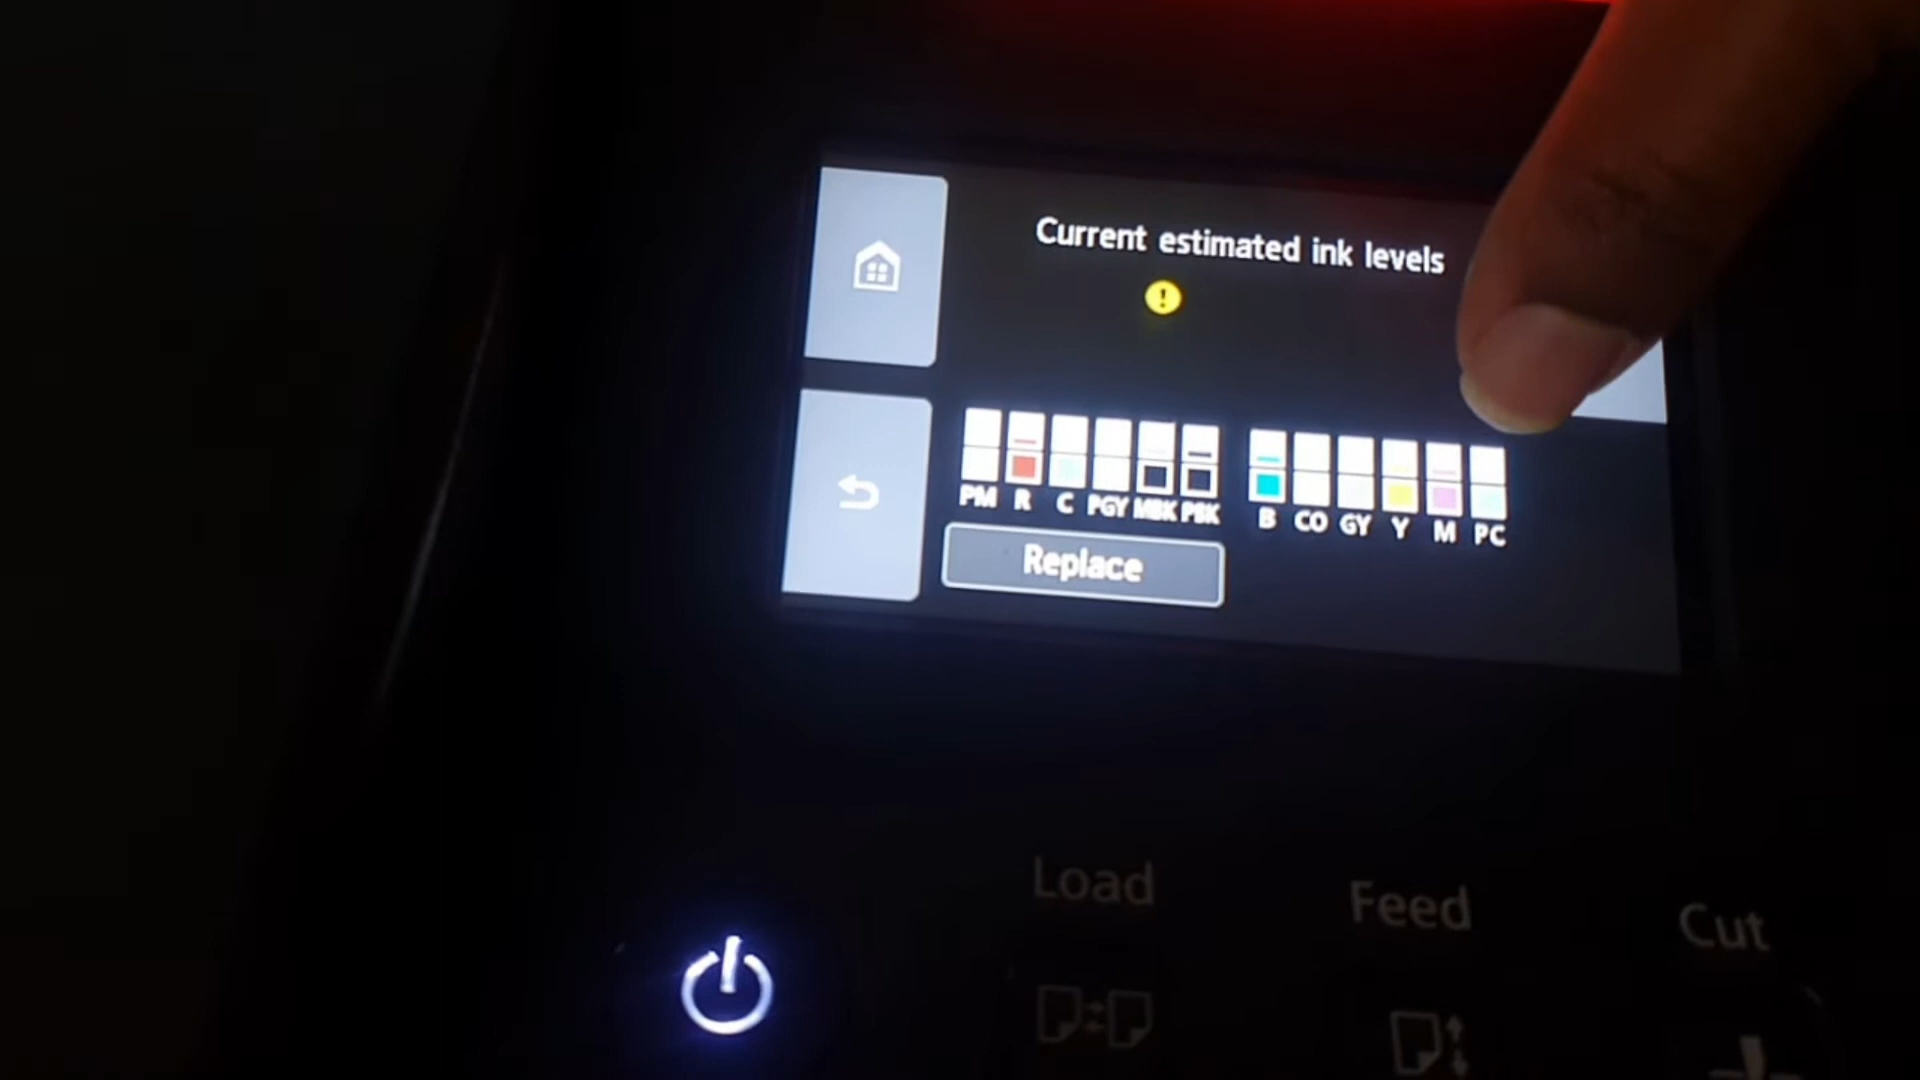 Current estimated ink levels
!
PM R C PGY MBK PBK B CO GY Y M PC
Replace
Load Feed Cut